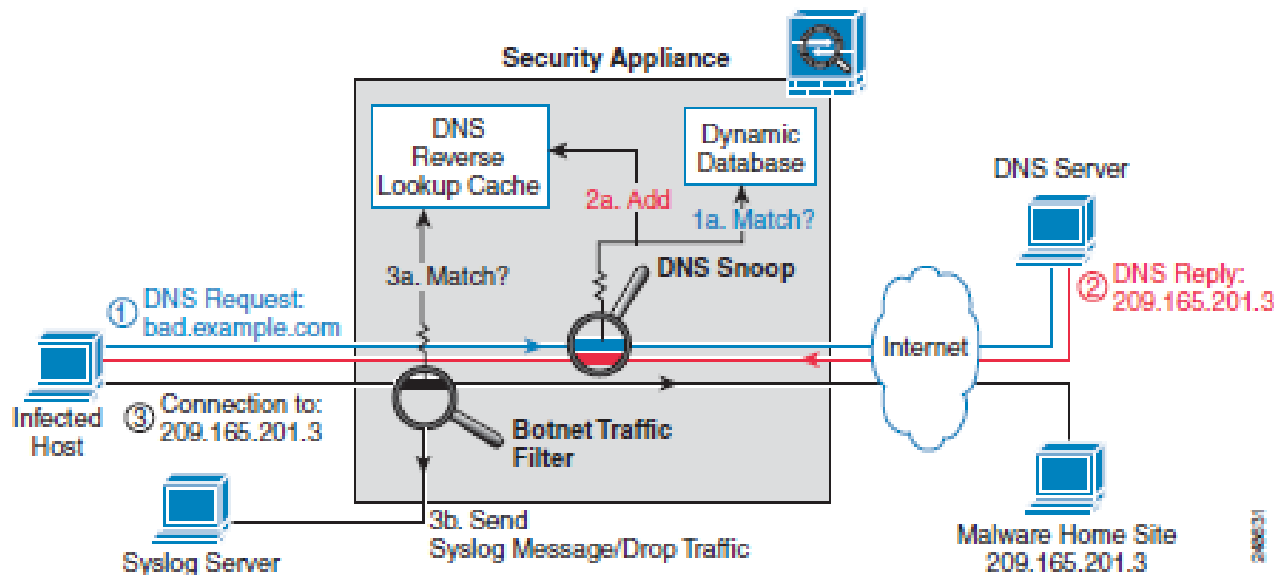 Security Appliance
DNS
Reverse
Lookup Cache
Dynamic
Database
DNS Server
2a. Add
1a. Match?
3a. Match?
DNS Snoop
① DNS Request:
bad.example.com
② DNS Reply:
209.165.201.3
Internet
Infected
Host
③ Connection to:
209.165.201.3
Botnet Traffic
Filter
3b. Send
Syslog Message/Drop Traffic
Syslog Server
Malware Home Site
209.165.201.3